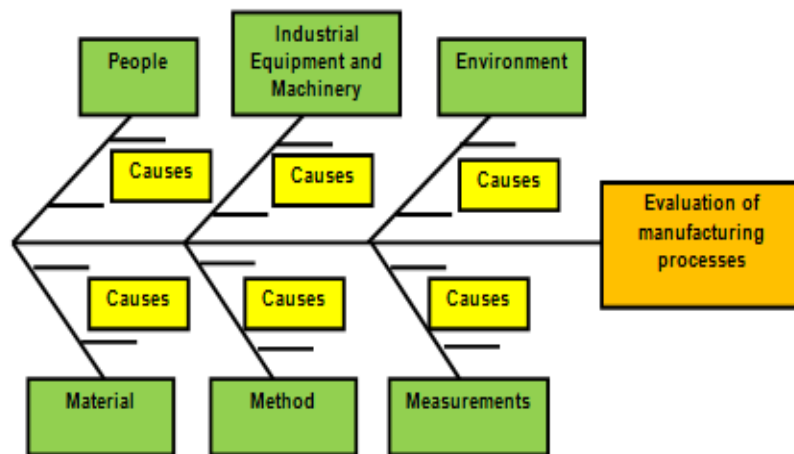 People
Industrial
Equipment and
Machinery
Environment
Causes
Causes
Causes
Evaluation of
manufacturing
processes
Causes
Causes
Causes
Material
Method
Measurements